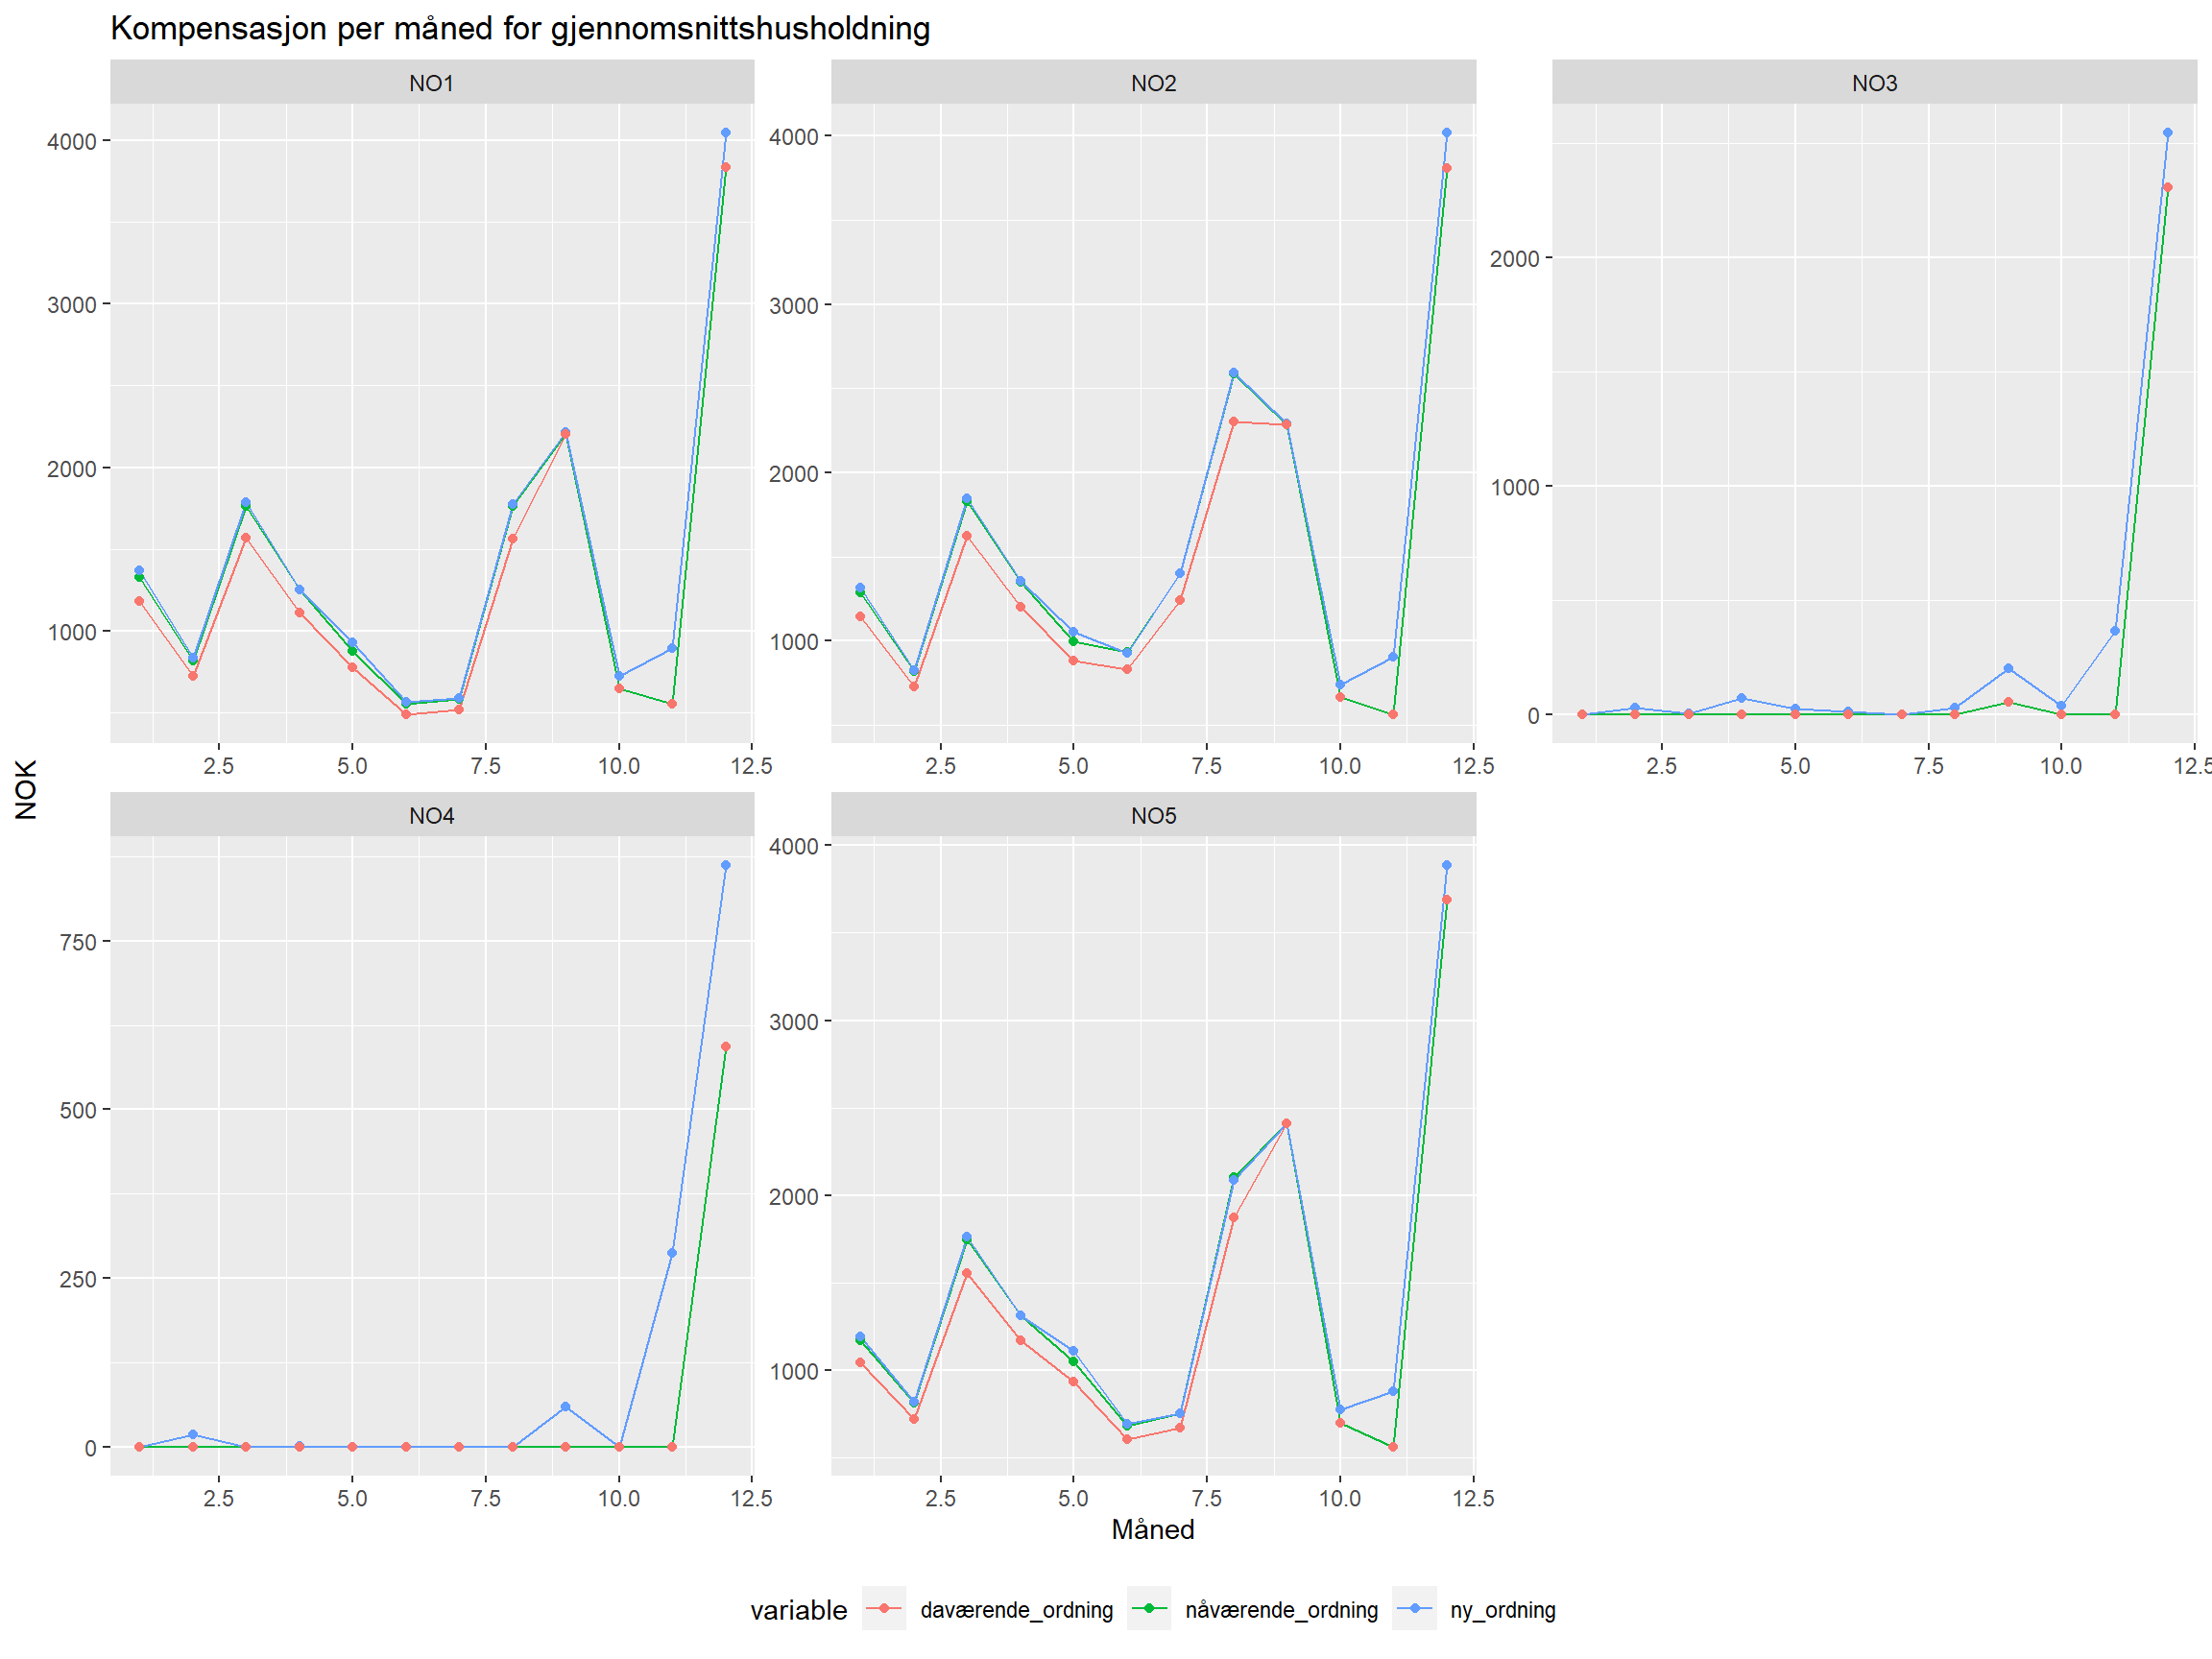 Kompensasjon per måned for gjennomsnittshusholdning
NO1
NO2
NO3
4000
3000
2000
1000
4000
3000
2000
1000
2000
1000
0
2.5 5.0 7.5 10.0 12.5
2.5 5.0 7.5 10.0 12.5
2.5 5.0 7.5 10.0 12.5
NOK
NO4
NO5
750
500
250
0
4000
3000
2000
1000
2.5 5.0 7.5 10.0 12.5
2.5 5.0 7.5 10.0 12.5
Måned
variable daværende_ordning nåværende_ordning ny_ordning